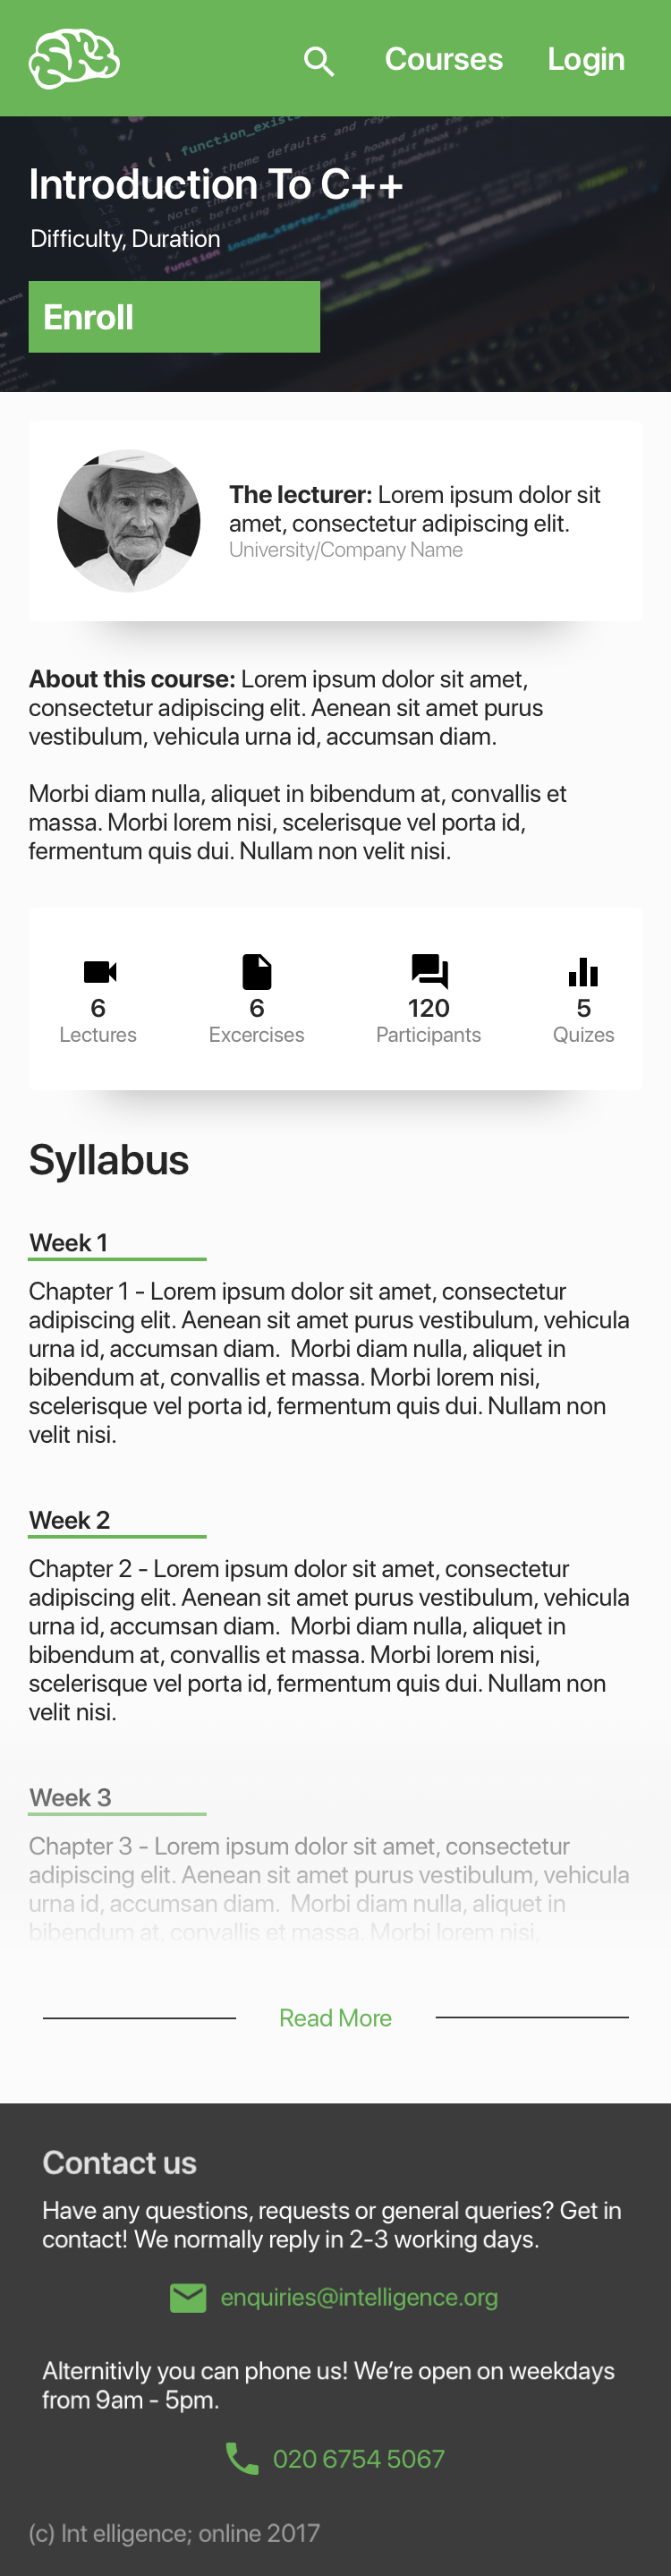 Courses Login
function_exists
Introduction To C++
Difficulty, Duration
Enroll
The lecturer: Lorem ipsum dolor sit
amet, consectetur adipiscing elit.
University/Company Name
About this course: Lorem ipsum dolor sit amet,
consectetur adipiscing elit. Aenean sit amet purus
vestibulum, vehicula urna id, accumsan diam.
Morbi diam nulla, aliquet in bibendum at, convallis et
massa. Morbi lorem nisi, scelerisque vel porta id,
fermentum quis dui. Nullam non velit nisi.
6 6 120 5
Lectures Excercises Participants Quizes
Syllabus
Week 1
Chapter 1 - Lorem ipsum dolor sit amet, consectetur
adipiscing elit. Aenean sit amet purus vestibulum, vehicula
urna id, accumsan diam.  Morbi diam nulla, aliquet in
bibendum at, convallis et massa. Morbi lorem nisi,
scelerisque vel porta id, fermentum quis dui. Nullam non
velit nisi.
Week 2
Chapter 2 - Lorem ipsum dolor sit amet, consectetur
adipiscing elit. Aenean sit amet purus vestibulum, vehicula
urna id, accumsan diam.  Morbi diam nulla, aliquet in
bibendum at, convallis et massa. Morbi lorem nisi,
scelerisque vel porta id, fermentum quis dui. Nullam non
velit nisi.
Week 3
Chapter 3 - Lorem ipsum dolor sit amet, consectetur
adipiscing elit. Aenean sit amet purus vestibulum, vehicula
urna id, accumsan diam.  Morbi diam nulla, aliquet in
bibendum at, convallis et massa. Morbi lorem nisi,
Read More
Contact us
Have any questions, requests or general queries? Get in
contact! We normally reply in 2-3 working days.
enquiries@intelligence.org
Alternitivly you can phone us! We’re open on weekdays
from 9am - 5pm.
020 6754 5067
(c) Int elligence; online 2017